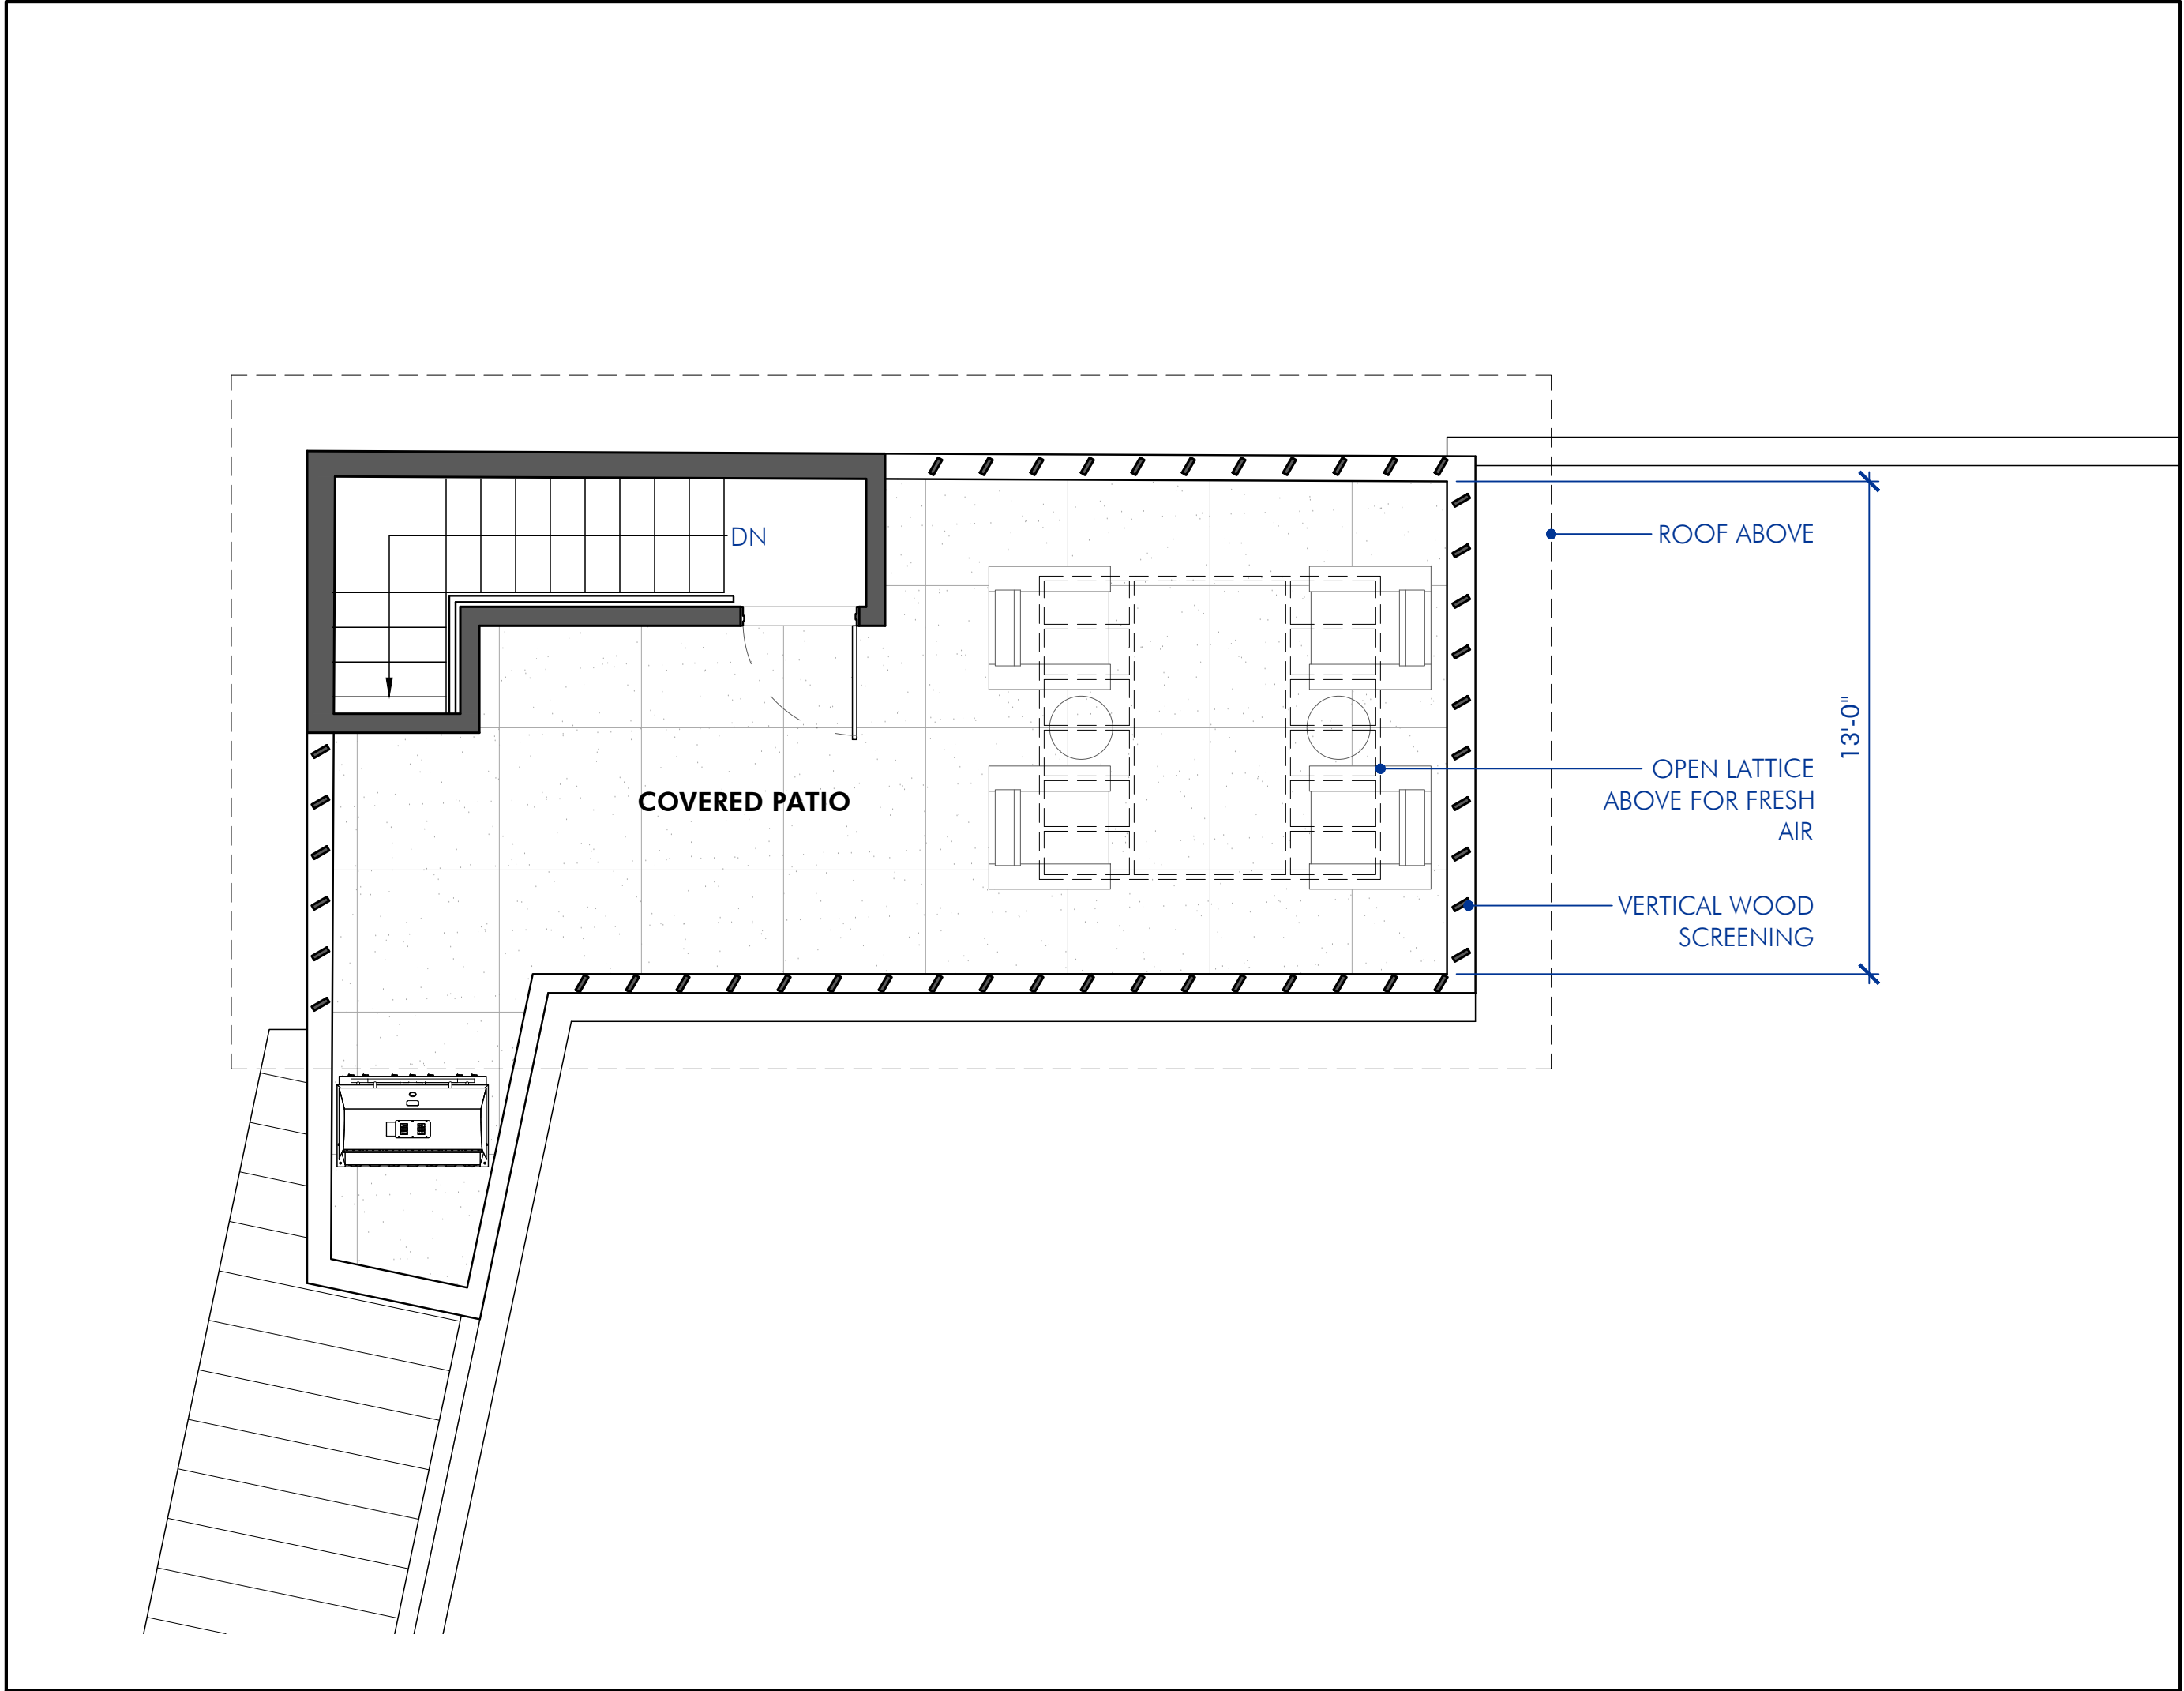 DN
ROOF ABOVE
13'-0"
OPEN LATTICE
ABOVE FOR FRESH
AIR
COVERED PATIO
VERTICAL WOOD
SCREENING